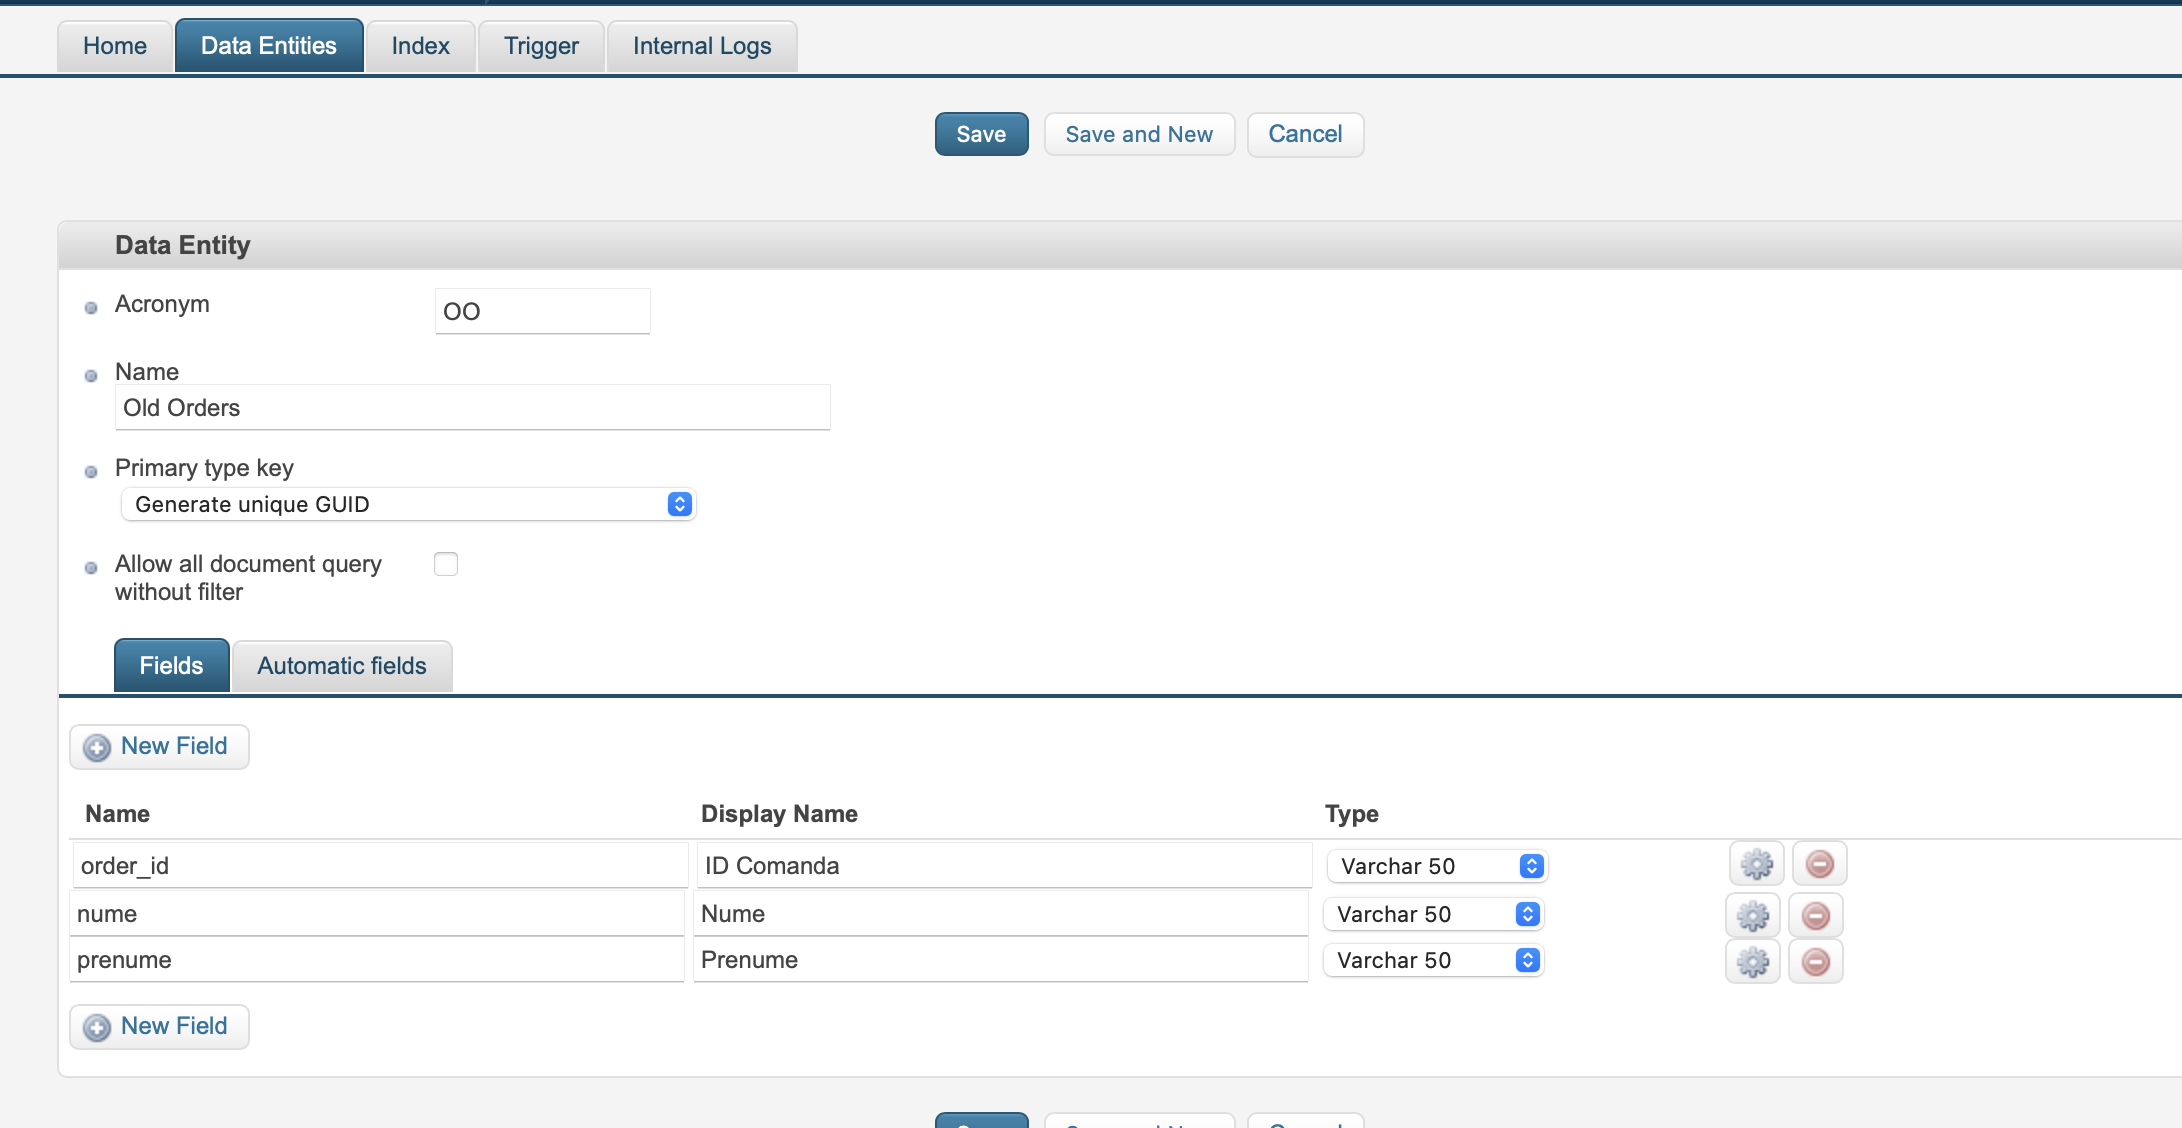 Home Data Entities Index Trigger Internal Logs
Save Save and New Cancel
Data Entity
Acronym OO
Name
Old Orders
Primary type key
Generate unique GUID
Allow all document query
without filter
Fields Automatic fields
New Field
Name Display Name Type
order_id ID Comanda Varchar 50
nume Nume Varchar 50
prenume Prenume Varchar 50
New Field